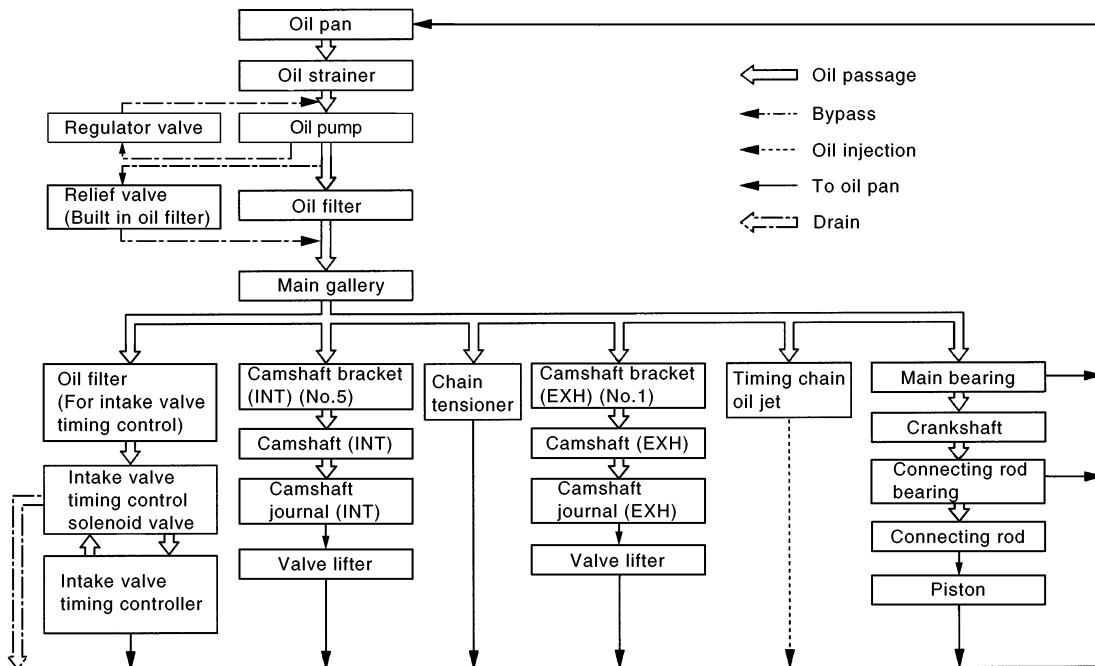 Oil pan
Oil strainer
Regulator valve
Oil pump
Relief valve
(Built in oil filter)
Oil filter
Main gallery
Oil passage
Bypass
Oil injection
To oil pan
Drain
Oil filter
(For intake valve
timing control)
Intake valve
timing control
solenoid valve
Intake valve
timing controller
Camshaft bracket
(INT) (No.5)
Camshaft (INT)
Camshaft
journal (INT)
Valve lifter
Chain
tensioner
Camshaft bracket
(EXH) (No.1)
Camshaft (EXH)
Camshaft
journal (EXH)
Valve lifter
Timing chain
oil jet
Main bearing
Crankshaft
Connecting rod
bearing
Connecting rod
Piston